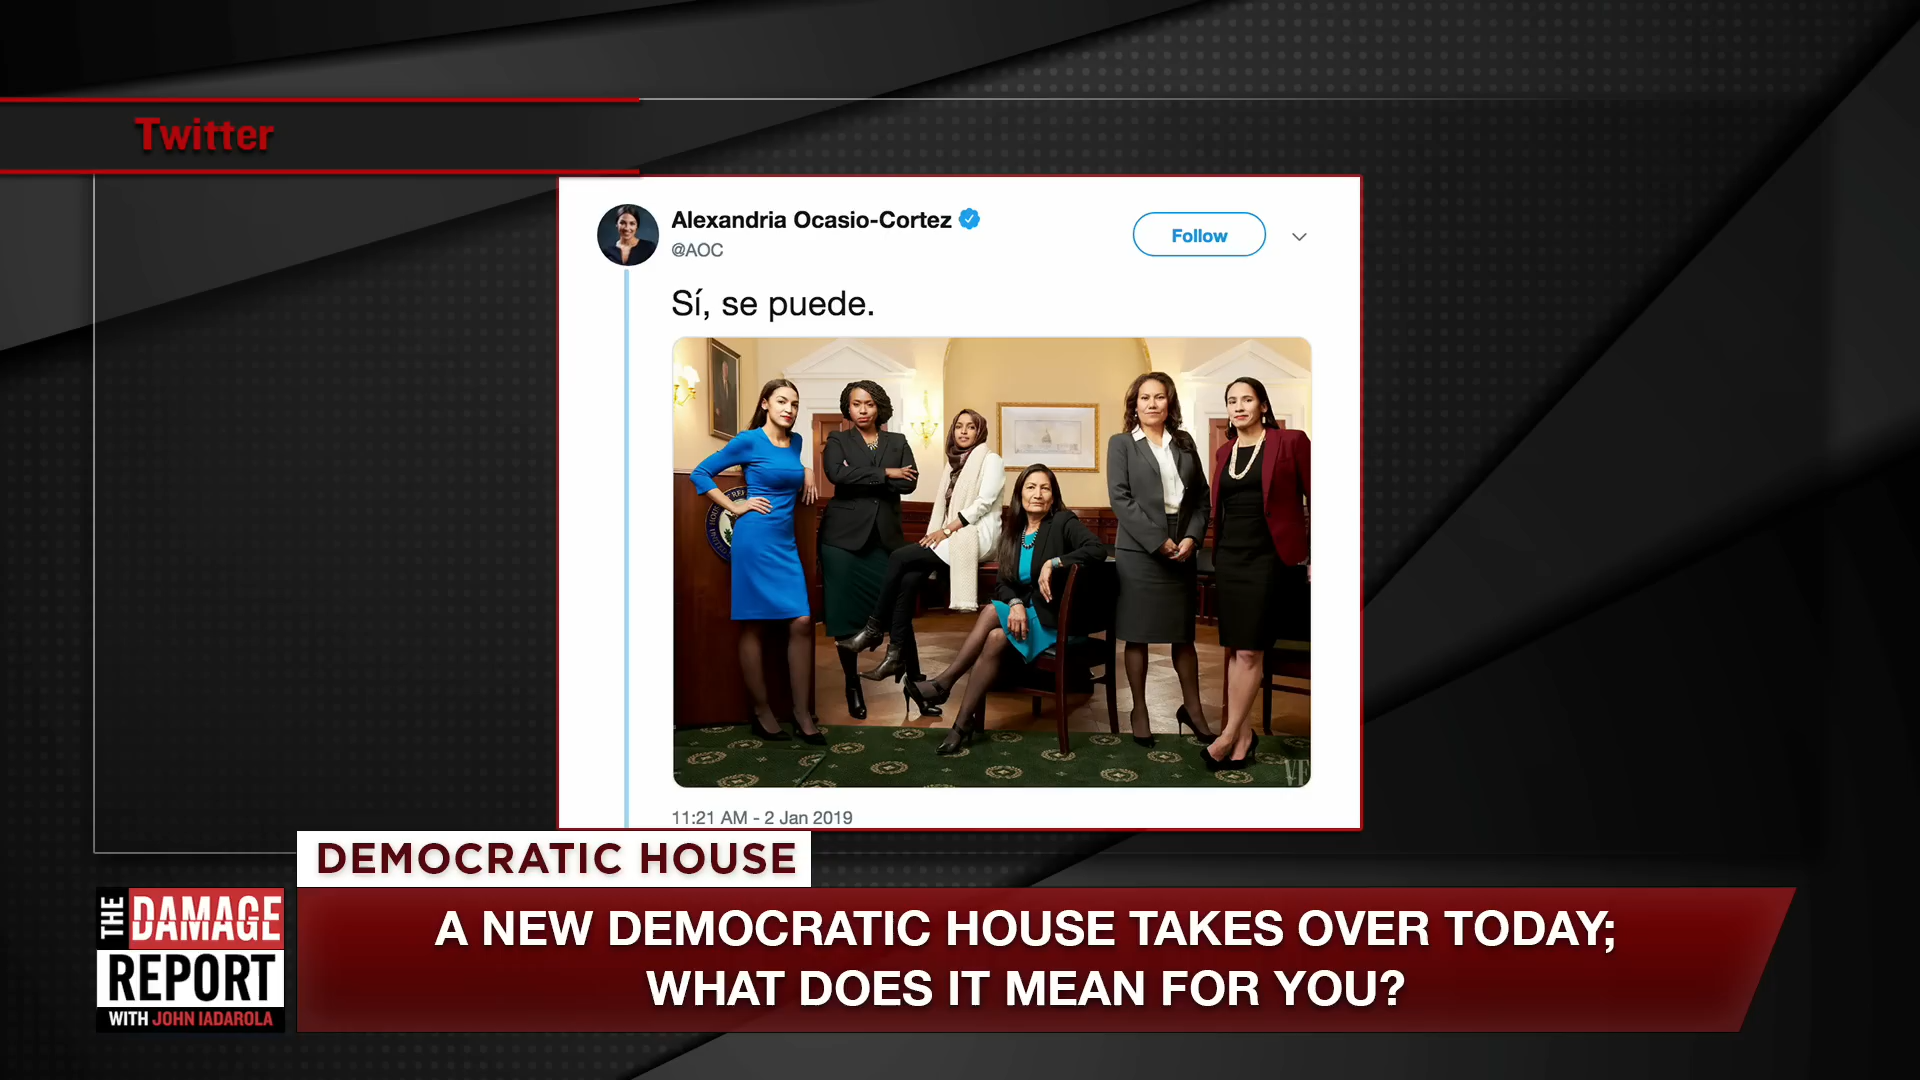 Twitter
Alexandria Ocasio-Cortez
@AOC
Follow
Sí, se puede.
VF
11:21 AM - 2 Jan 2019
DEMOCRATIC HOUSE
THE DAMAGE REPORT
WITH JOHN IADAROLA
A NEW DEMOCRATIC HOUSE TAKES OVER TODAY;
WHAT DOES IT MEAN FOR YOU?